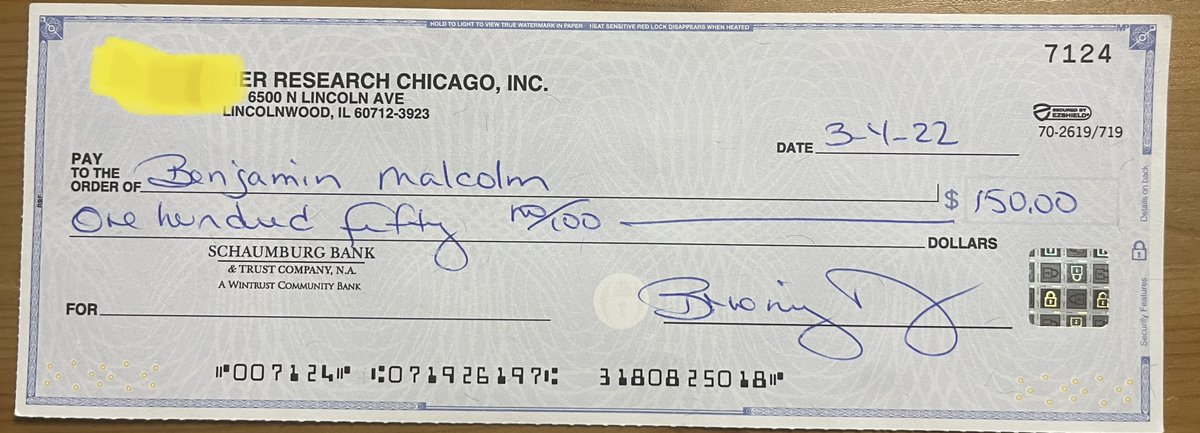 HOLD TO LIGHT TO VIEW TRUE WATERMARK IN PAPER HEAT SENSITIVE RED LOCK DISAPPEARS WHEN HEATED
MP
7124
NER RESEARCH CHICAGO, INC.
6500 N LINCOLN AVE
LINCOLNWOOD, IL 60712-3923
SECURED BY
EZSHIELD
70-2619/719
DATE 3-4-22
PAY
TO THE
ORDER OF Benjamin Malcolm $ 150.00
One hundred fifty no/100 DOLLARS
SCHAUMBURG BANK
& TRUST COMPANY, N.A.
A WINTRUST COMMUNITY BANK
FOR
Security Features Details on back
⑈007124⑈ ⑆071926197⑆ 3180825018⑈